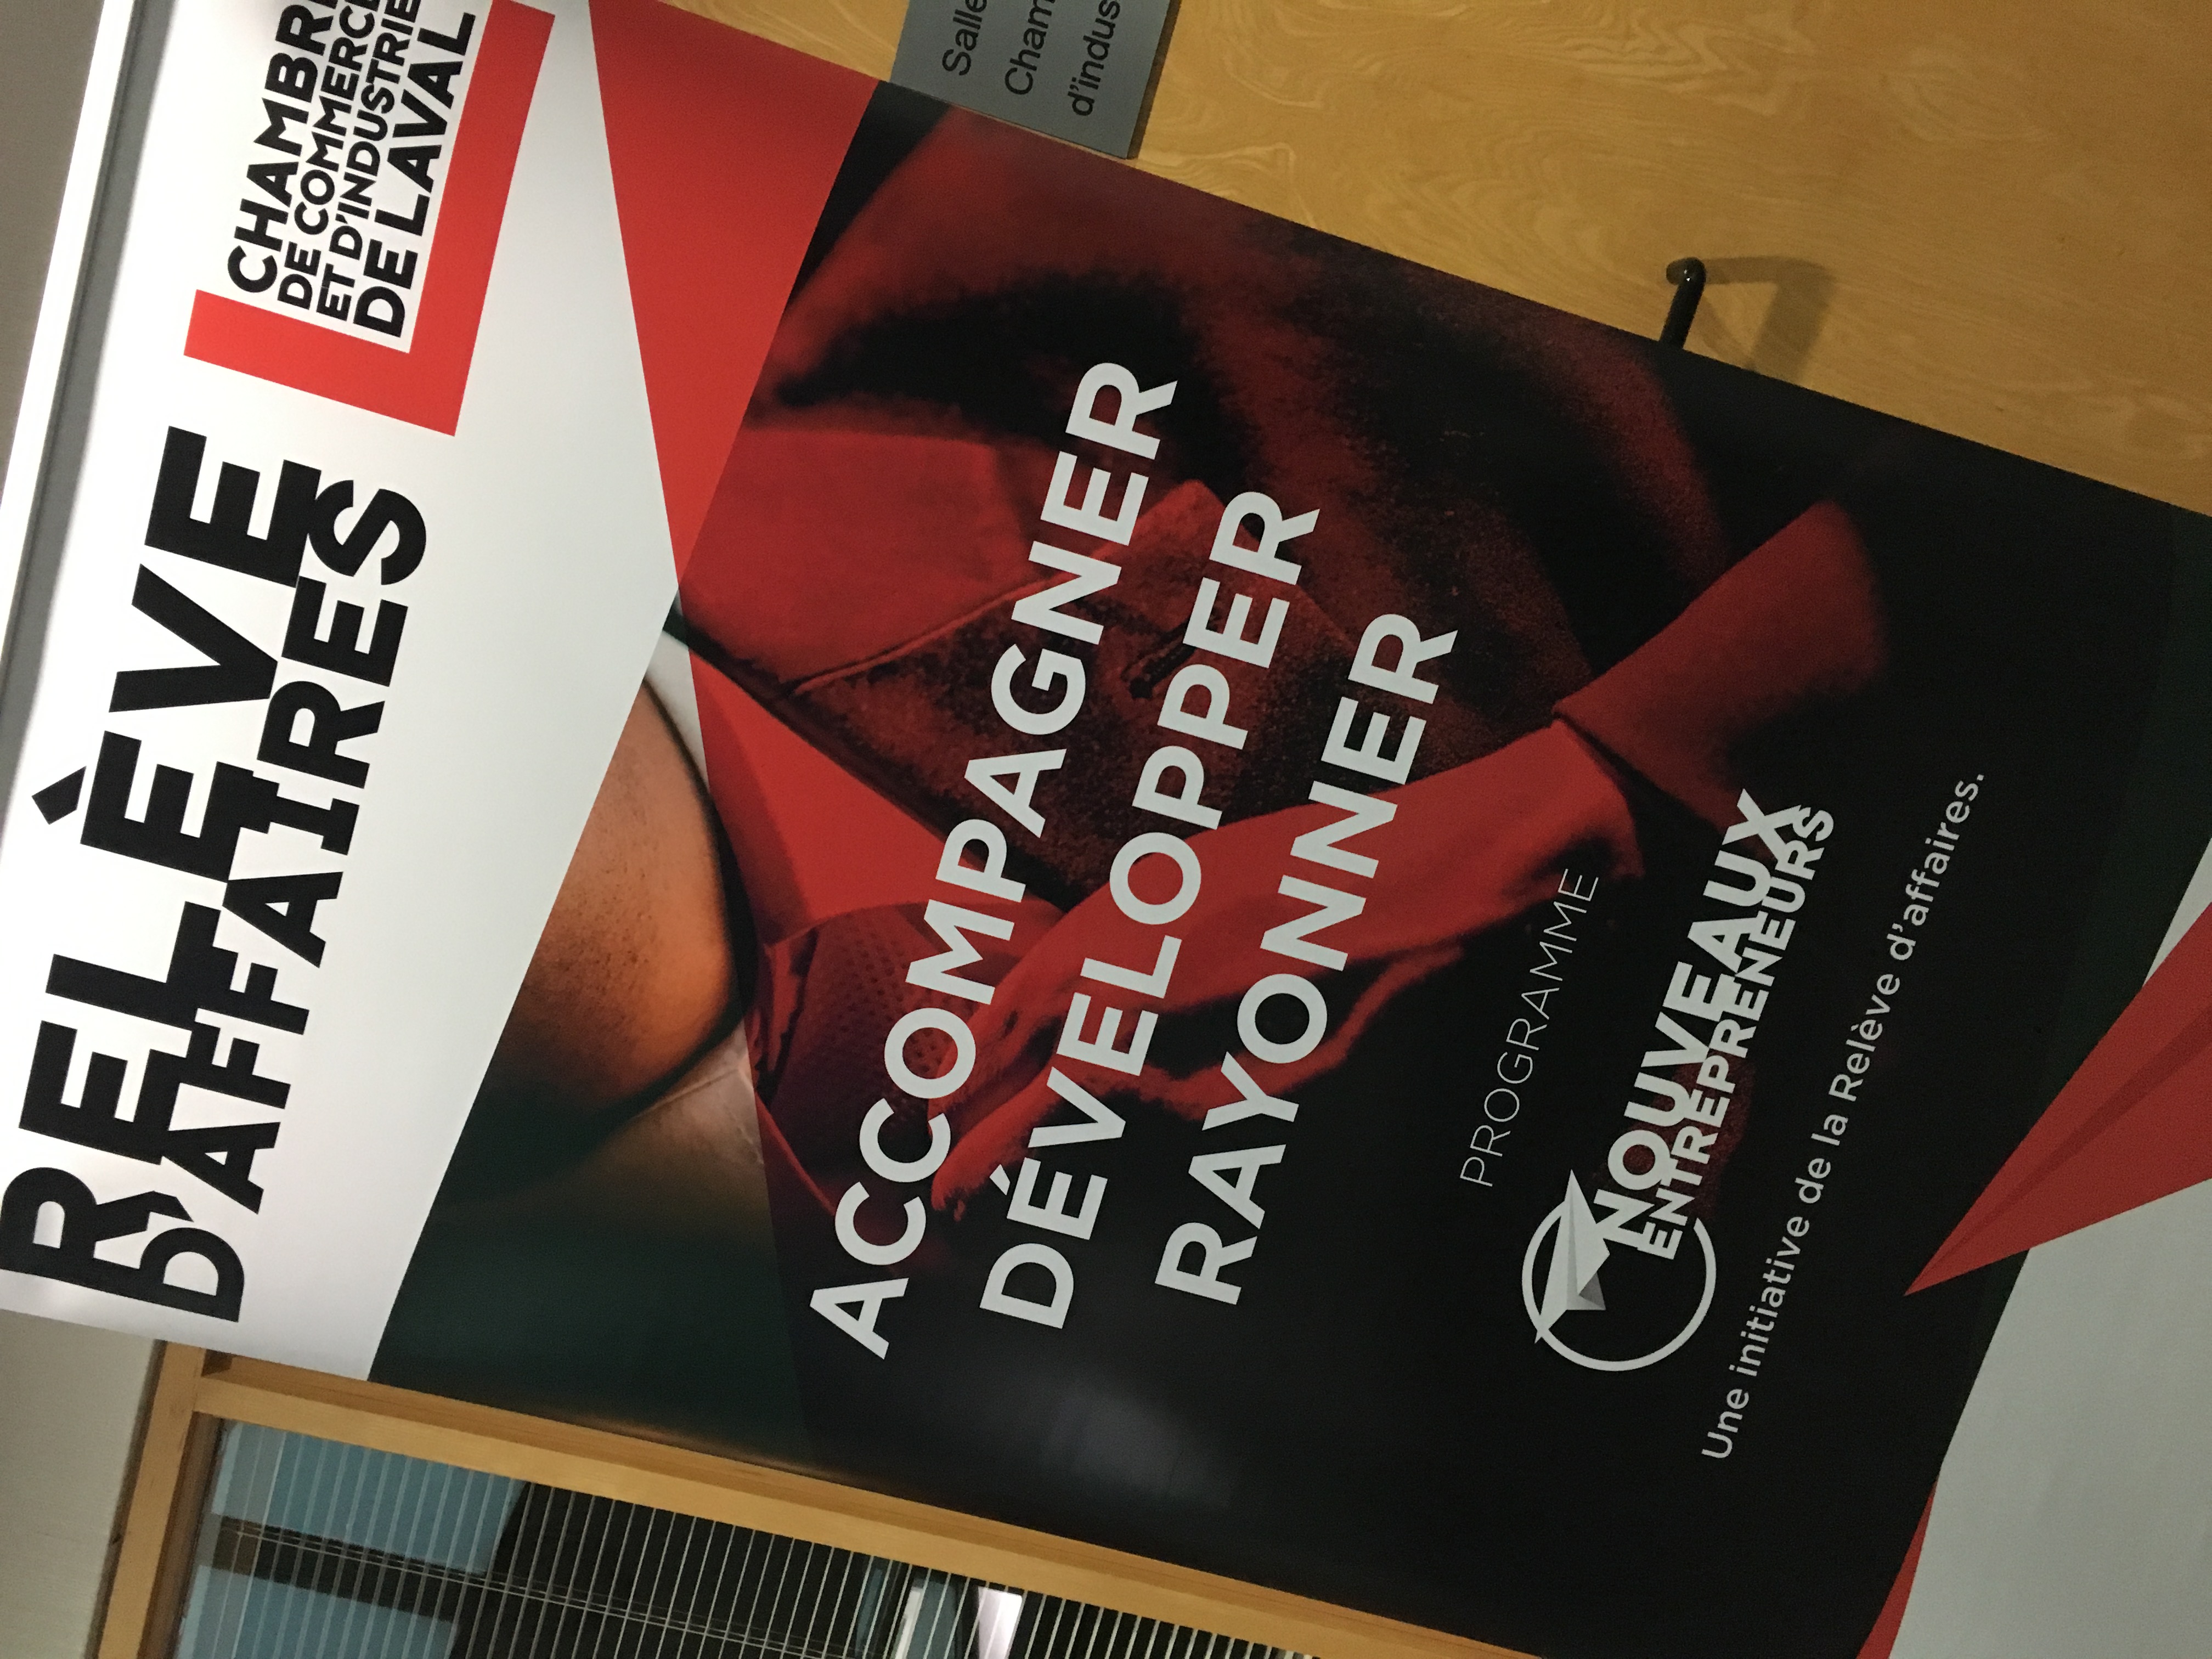 RELÈVE
D'AFFAIRES
CHAMBRE
DE COMMERCE
ET D'INDUSTRIE
DE LAVAL
ACCOMPAGNER
DÉVELOPPER
RAYONNER
PROGRAMME
NOUVEAUX
ENTREPRENEURS
Une initiative de la Relève d'affaires.
Salle